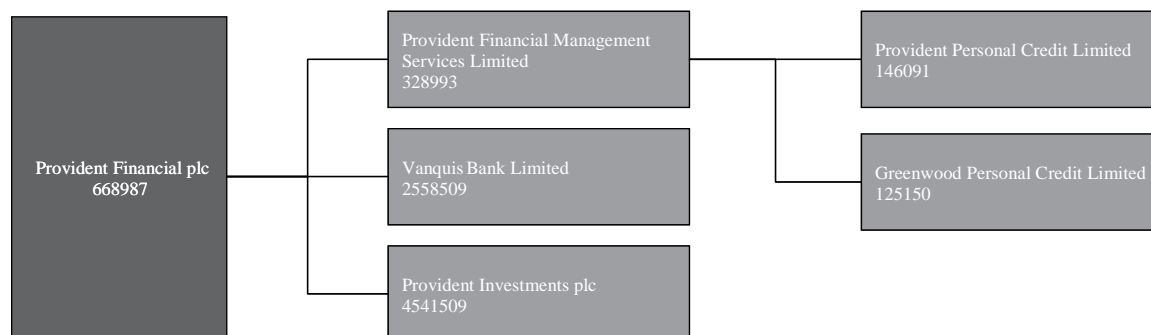 Provident Financial plc
668987
Provident Financial Management
Services Limited
328993
Vanquis Bank Limited
2558509
Provident Investments plc
4541509
Provident Personal Credit Limited
146091
Greenwood Personal Credit Limited
125150